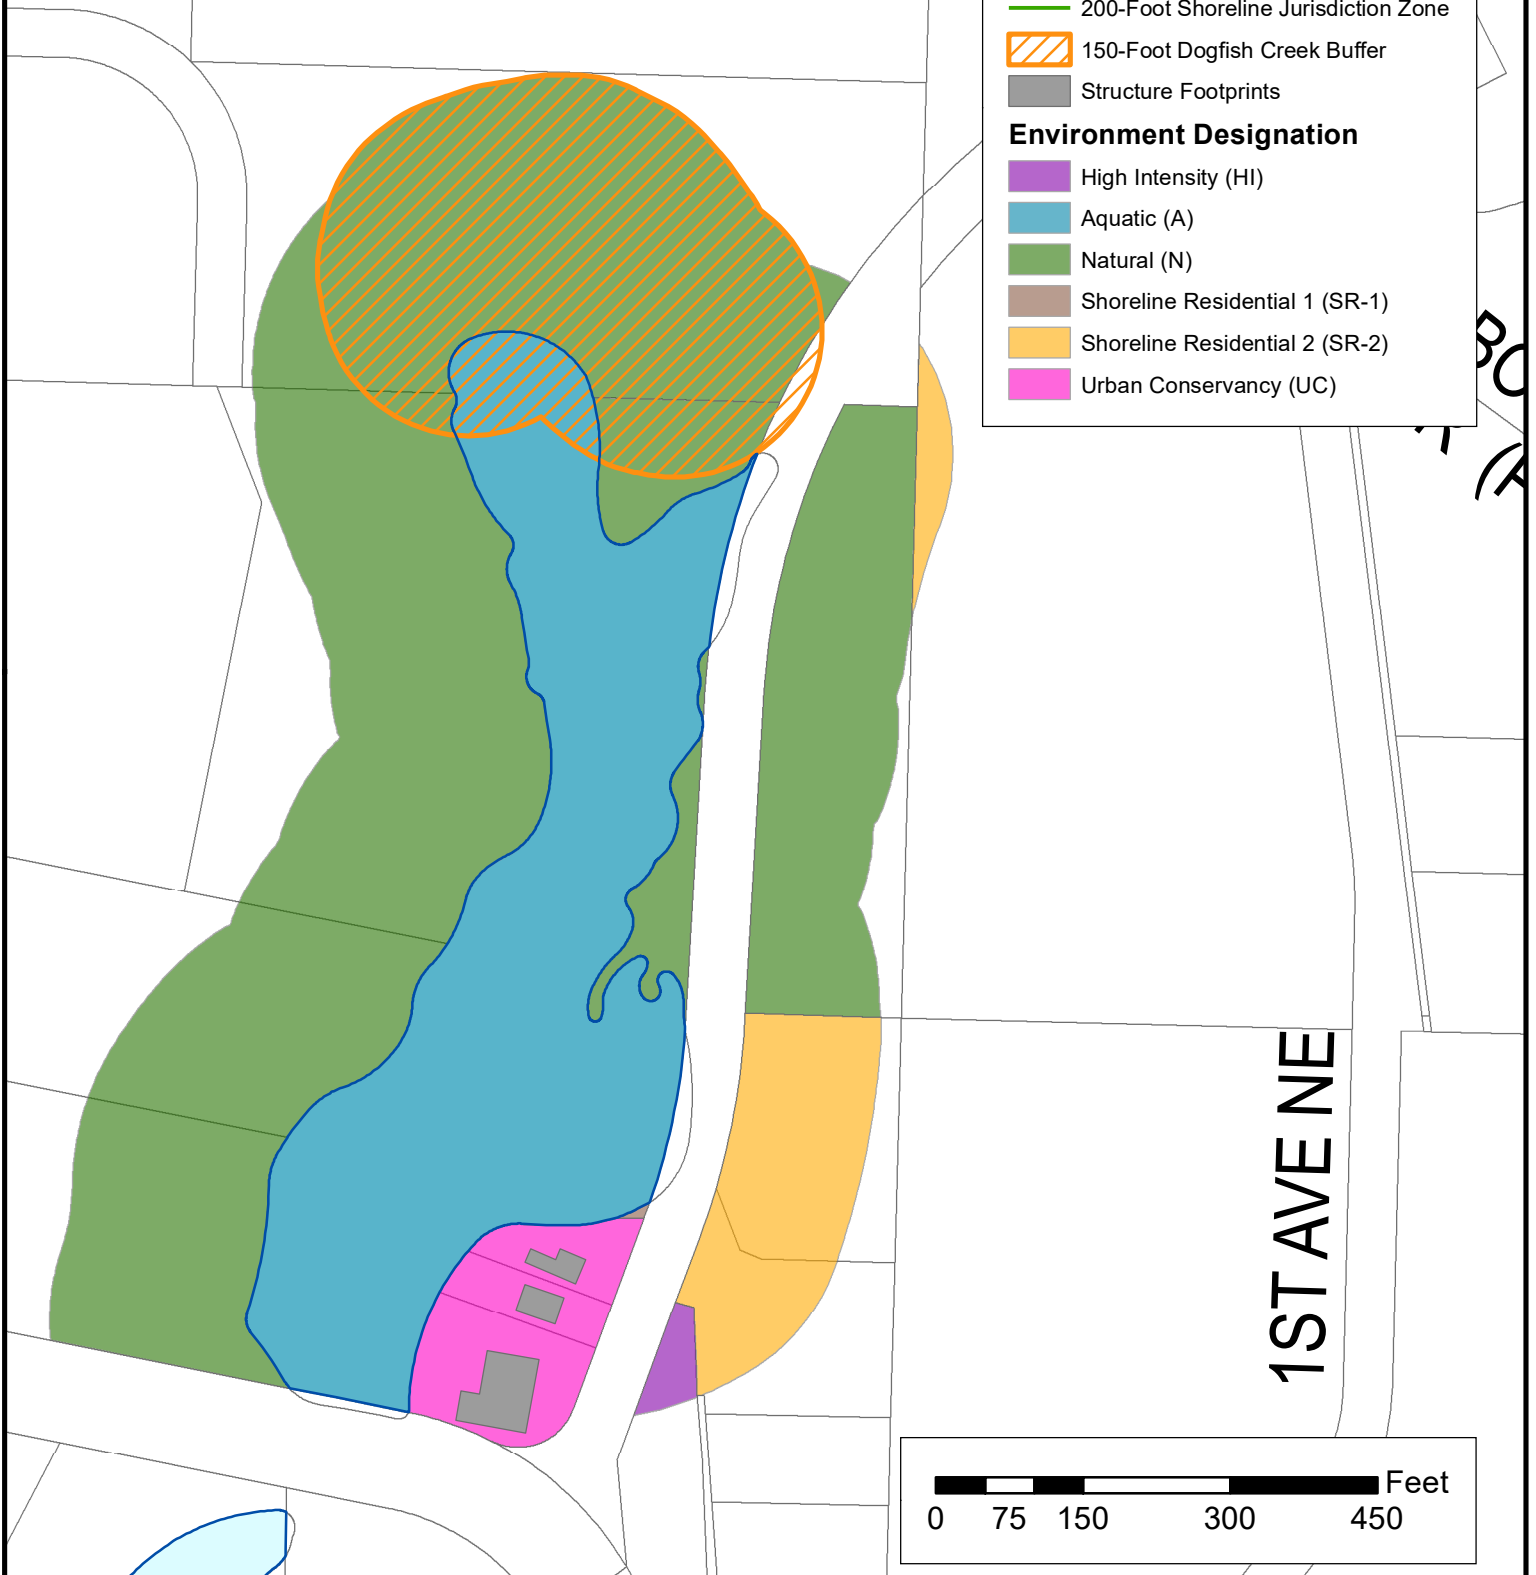 200-Foot Shoreline Jurisdiction Zone
150-Foot Dogfish Creek Buffer
Structure Footprints
Environment Designation
High Intensity (HI)
Aquatic (A)
Natural (N)
Shoreline Residential 1 (SR-1)
Shoreline Residential 2 (SR-2)
Urban Conservancy (UC)
BO
1ST AVE NE
Feet
0 75 150 300 450